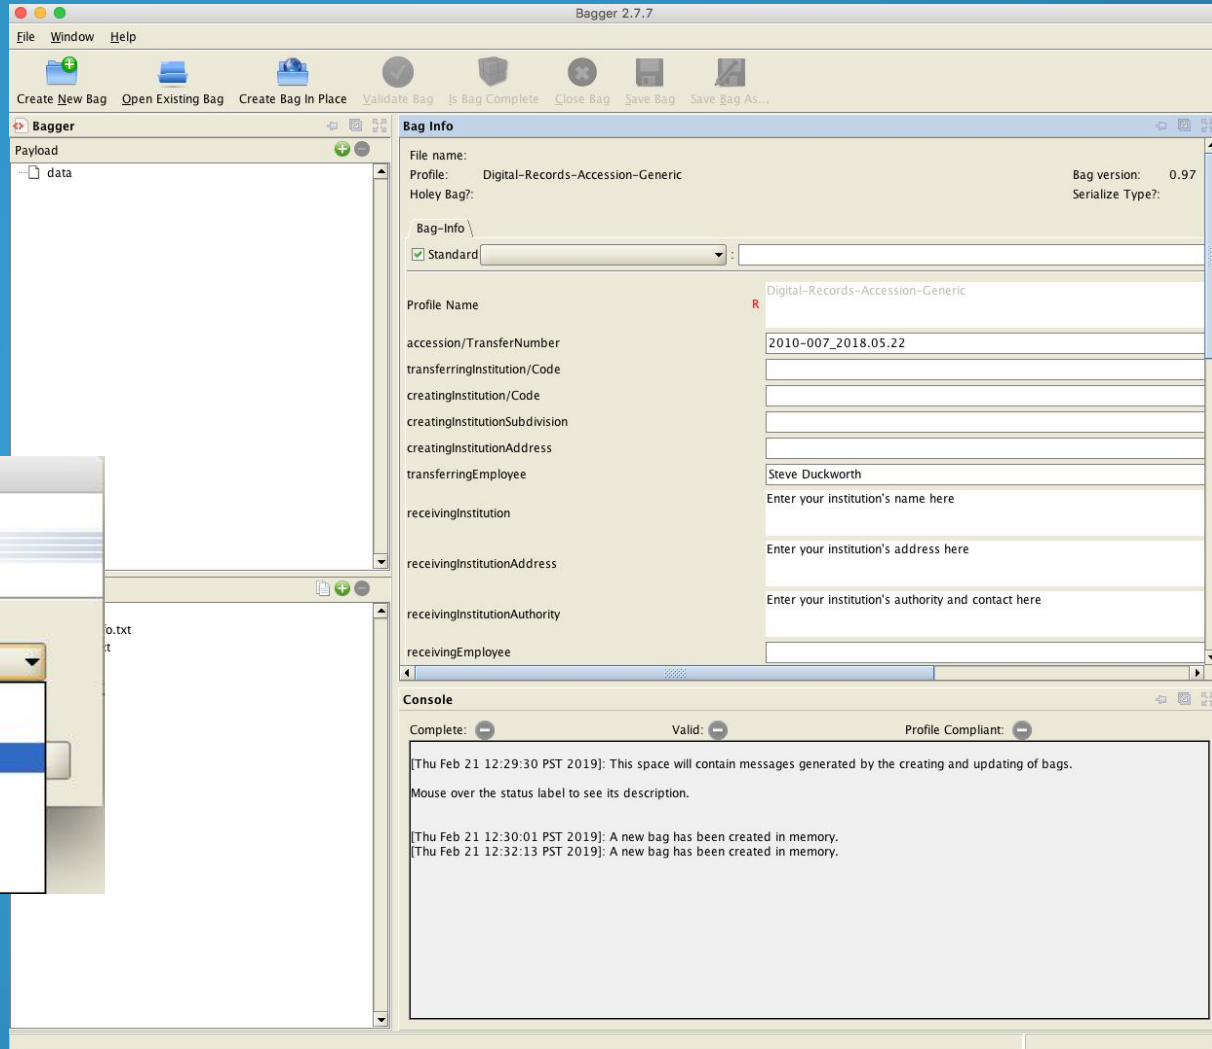 Bagger 2.7.7
File Window Help
Create New Bag Open Existing Bag Create Bag In Place Validate Bag Is Bag Complete Close Bag Save Bag Save Bag As...
Bagger
Payload
data
o.txt
Bag Info
File name:
Profile: Digital-Records-Accession-Generic Bag version: 0.97
Holey Bag?: Serialize Type?:
Bag-Info
Standard :
Profile Name R Digital-Records-Accession-Generic
accession/TransferNumber 2010-007_2018.05.22
transferringInstitution/Code
creatingInstitution/Code
creatingInstitutionSubdivision
creatingInstitutionAddress
transferringEmployee Steve Duckworth
receivingInstitution Enter your institution's name here
receivingInstitutionAddress Enter your institution's address here
receivingInstitutionAuthority Enter your institution's authority and contact here
receivingEmployee
Console
Complete: Valid: Profile Compliant:
[Thu Feb 21 12:29:30 PST 2019]: This space will contain messages generated by the creating and updating of bags.
Mouse over the status label to see its description.
[Thu Feb 21 12:30:01 PST 2019]: A new bag has been created in memory.
[Thu Feb 21 12:32:13 PST 2019]: A new bag has been created in memory.